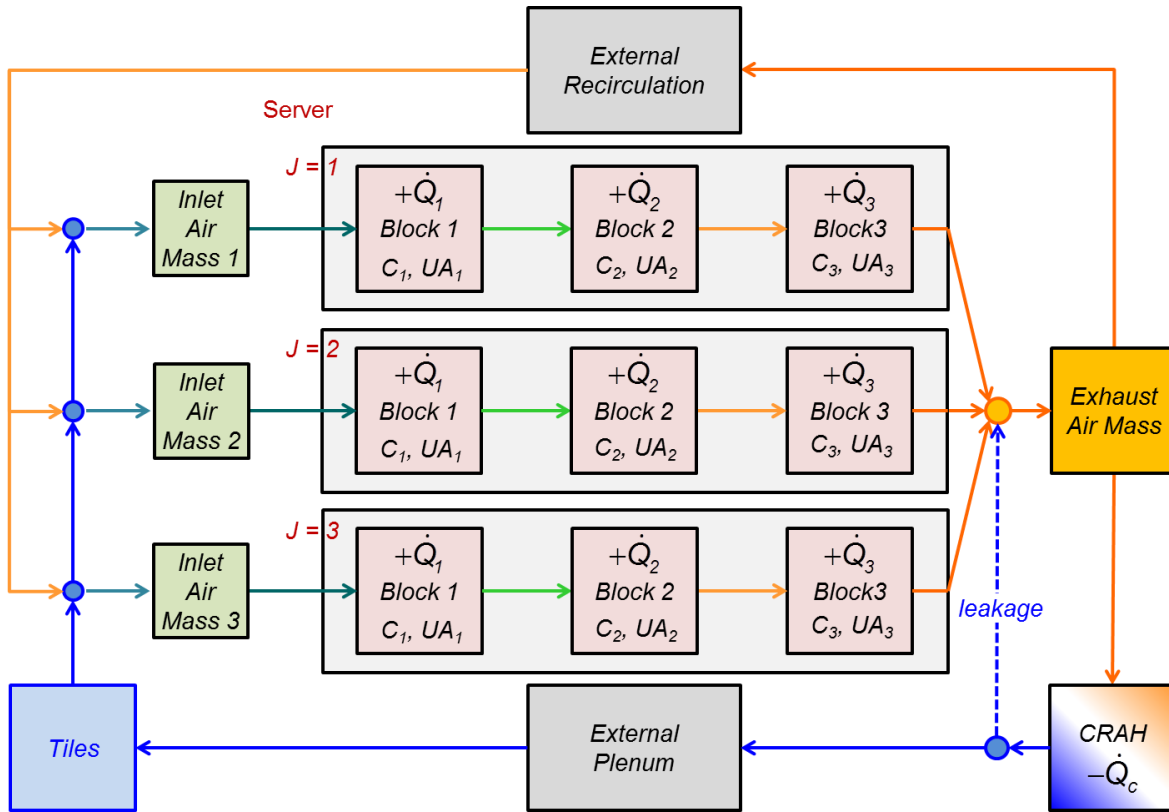 External
Recirculation
Server
J = 1
Inlet
Air
Mass 1
+Q̇₁
Block 1
C₁, UA₁
+Q̇₂
Block 2
C₂, UA₂
+Q̇₃
Block3
C₃, UA₃
J = 2
Inlet
Air
Mass 2
+Q̇₁
Block 1
C₁, UA₁
+Q̇₂
Block 2
C₂, UA₂
+Q̇₃
Block 3
C₃, UA₃
Exhaust
Air Mass
J = 3
Inlet
Air
Mass 3
+Q̇₁
Block 1
C₁, UA₁
+Q̇₂
Block 2
C₂, UA₂
+Q̇₃
Block3
C₃, UA₃
leakage
Tiles
External
Plenum
CRAH
−Q̇c